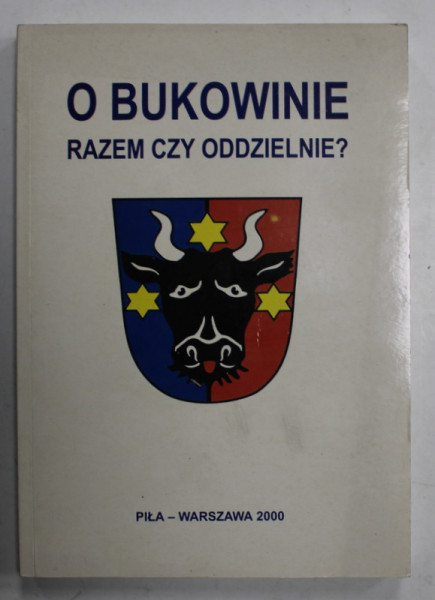 O BUKOWINIE
RAZEM CZY ODDZIELNIE?
PIŁA – WARSZAWA 2000